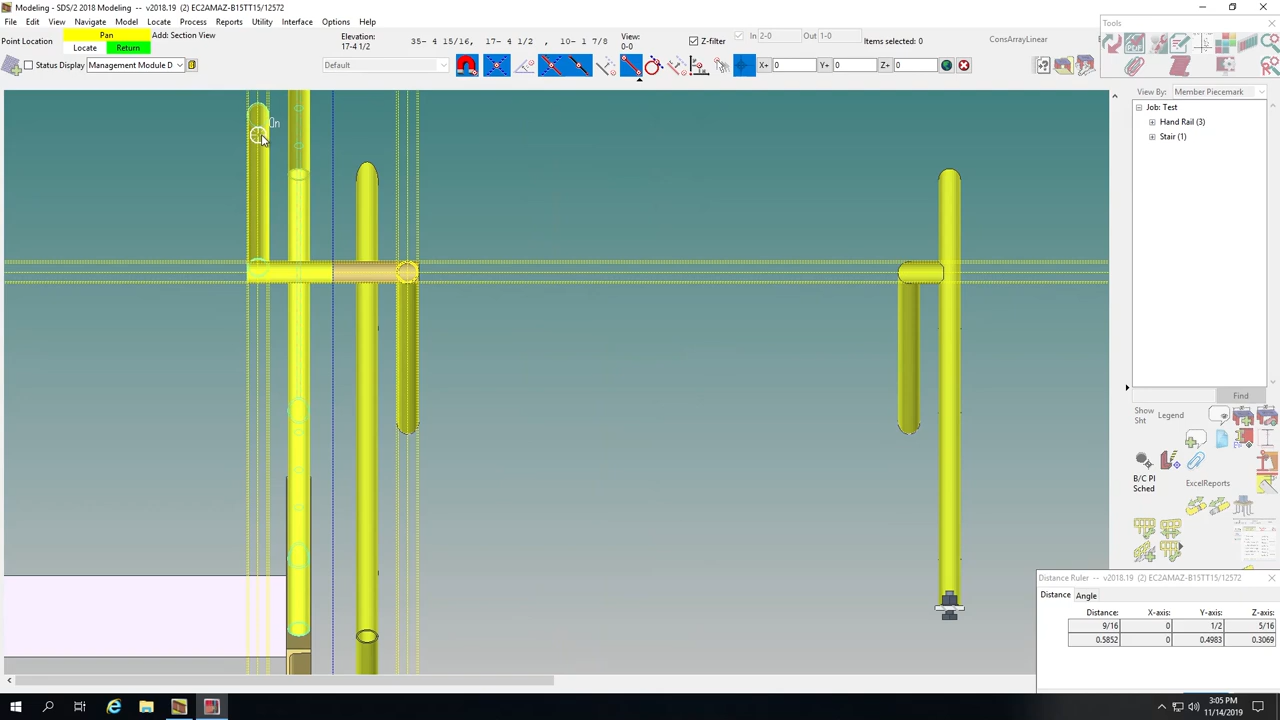 Modeling - SDS/2 2018 Modeling -- v2018.19 (2) EC2AMAZ-B15TT15/12572
File Edit View Navigate Model Locate Process Reports Utility Interface Options Help
Point Location
Pan
Add: Section View
Locate
Return
Elevation:
17-4 1/2
35- 4 15/16, 17- 4 1/2 , 10- 1 7/8
View:
0-0
Z-filter
In 2-0
Out 1-0
Items selected: 0
ConsArrayLinear
Tools
Status Display
Management Module D
Default
X+ 0
Y+ 0
Z+ 0
View By: Member Piecemark
Job: Test
Hand Rail (3)
Stair (1)
On
Find
Show
Sht
Legend
B/C Pl
Sched
ExcelReports
Distance Ruler -- v2018.19 (2) EC2AMAZ-B15TT15/12572
Distance Angle
Distance: X-axis: Y-axis: Z-axis:
9/16 0 1/2 5/16
0.5852 0 0.4983 0.3069
3:05 PM
11/14/2019